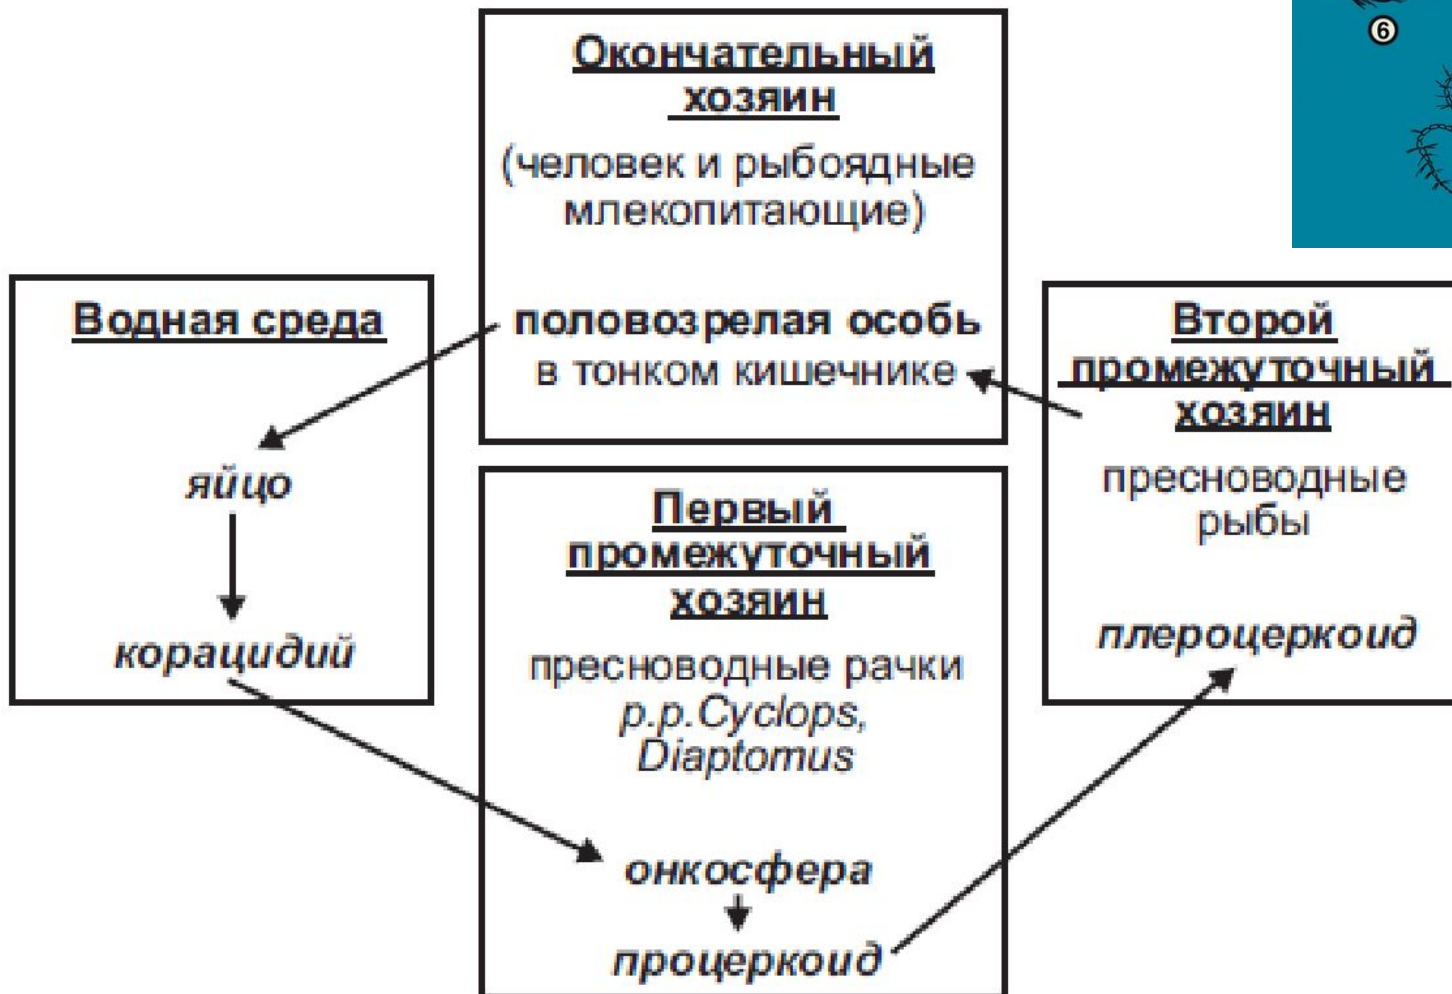 Окончательный
хозяин
(человек и рыбоядные
млекопитающие)
половозрелая особь
в тонком кишечнике
Водная среда
яйцо
корацидий
Первый
промежуточный
хозяин
пресноводные рачки
р.р.Cyclops,
Diaptomus
онкосфера
процеркоид
Второй
промежуточный
хозяин
пресноводные
рыбы
плероцеркоид
6